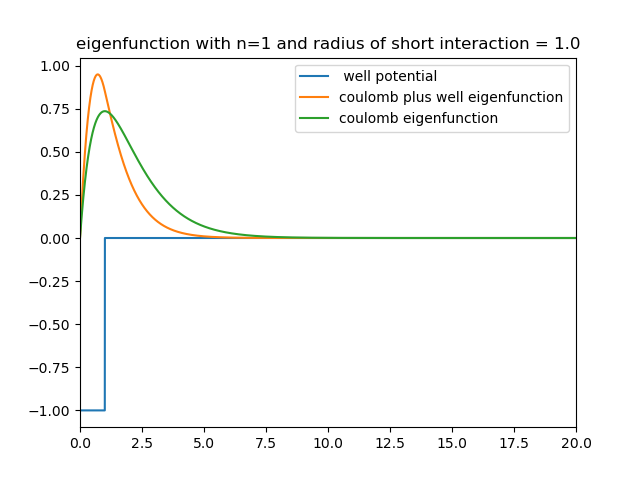 eigenfunction with n=1 and radius of short interaction = 1.0
1.00
0.75
0.50
0.25
0.00
−0.25
−0.50
−0.75
−1.00
well potential
coulomb plus well eigenfunction
coulomb eigenfunction
0.0 2.5 5.0 7.5 10.0 12.5 15.0 17.5 20.0